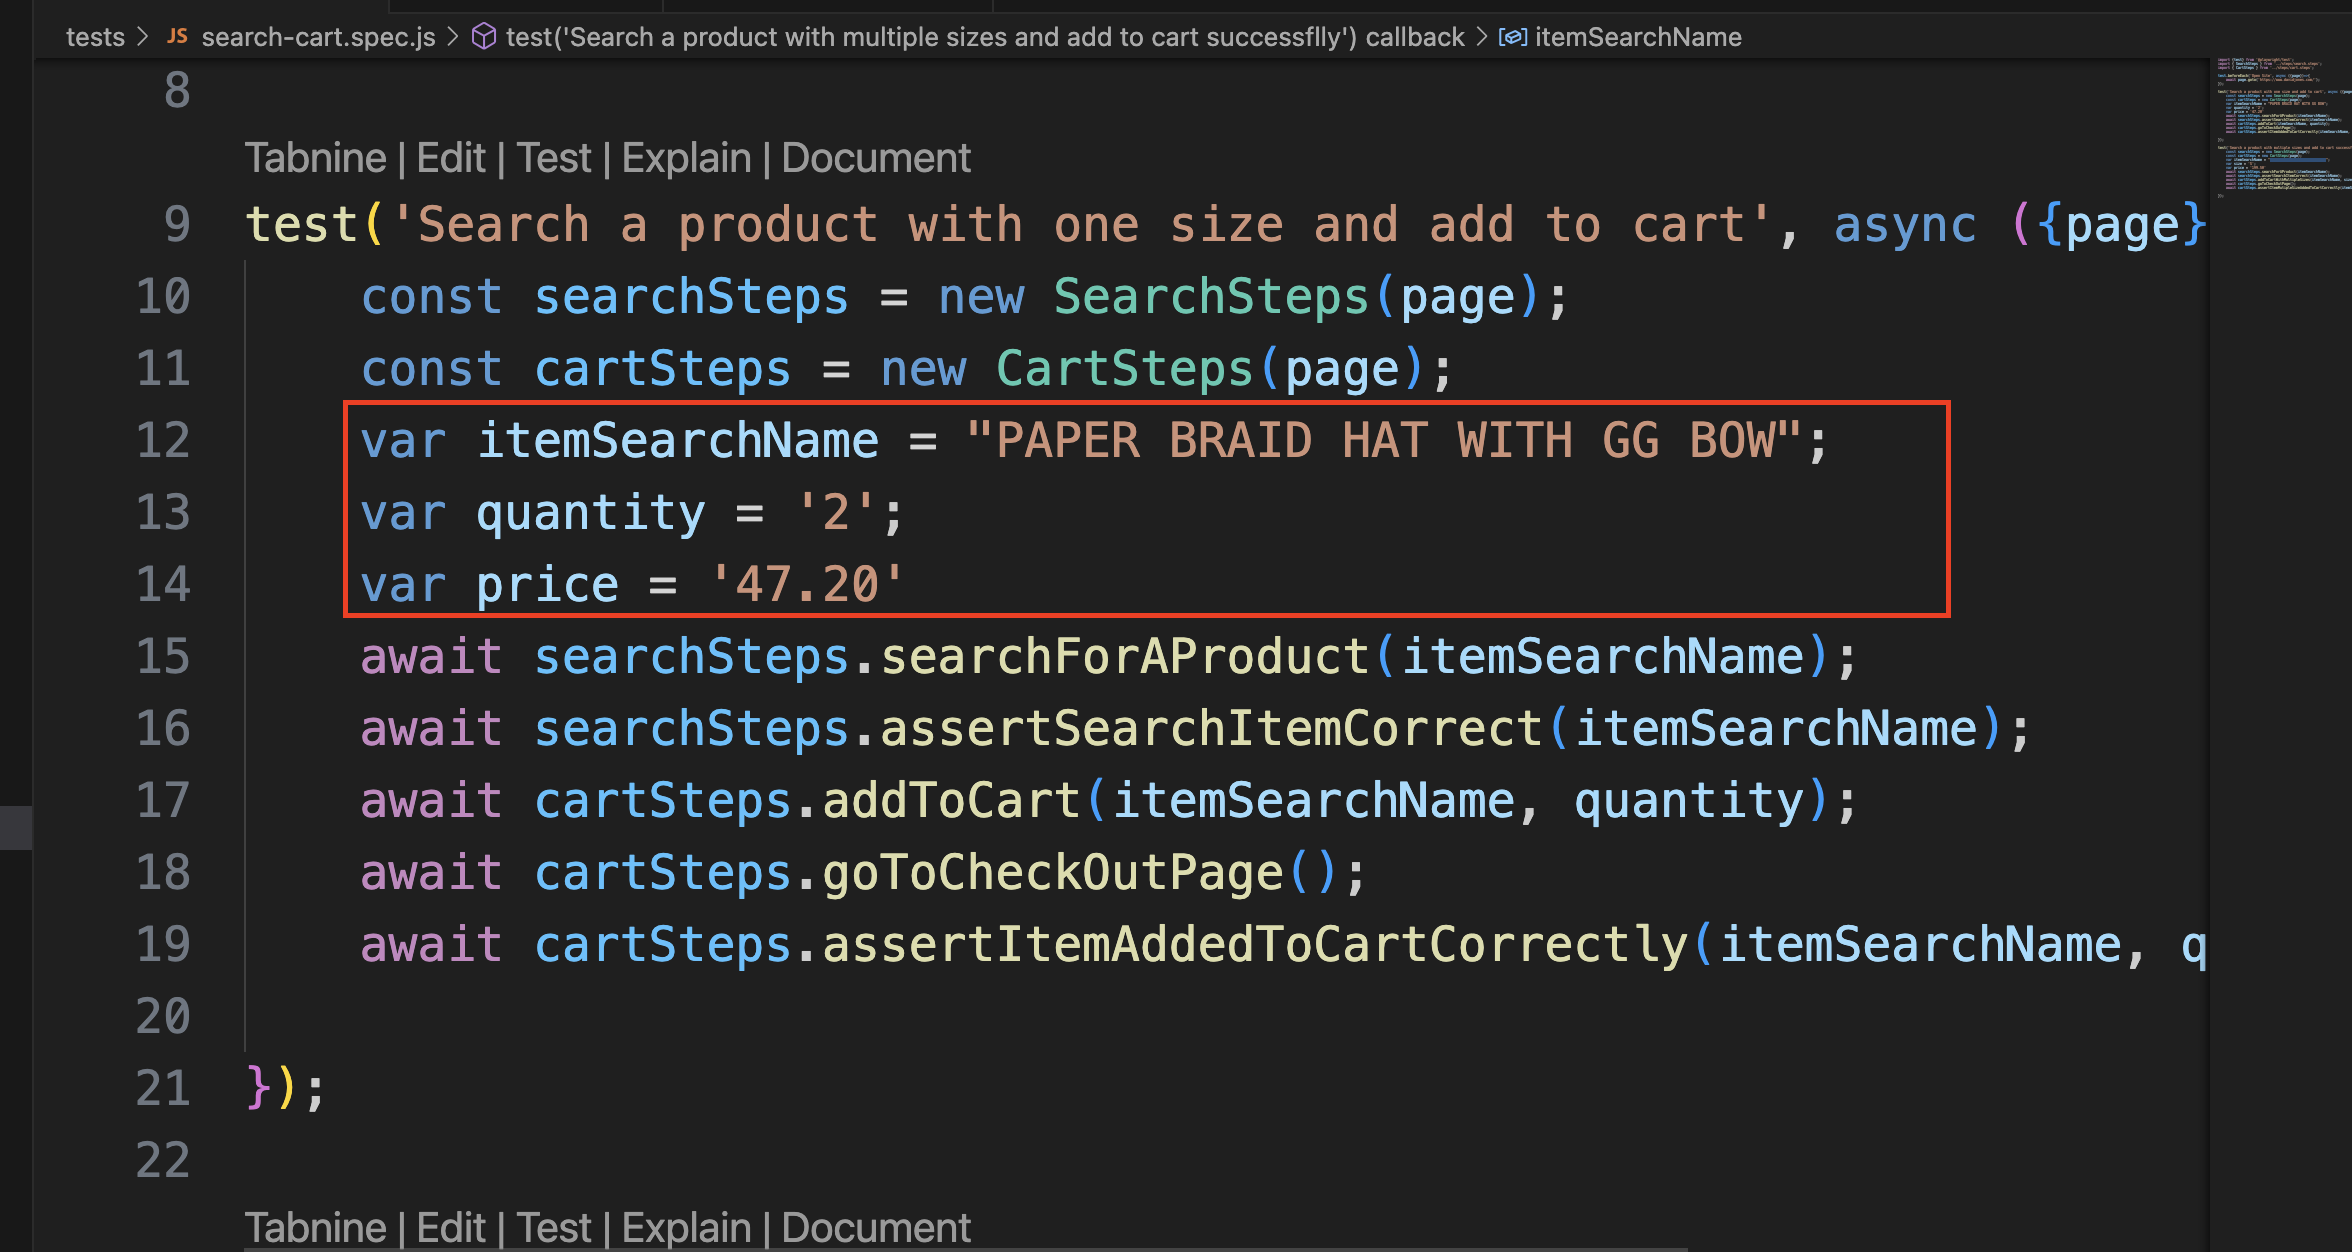 tests > JS search-cart.spec.js > test('Search a product with multiple sizes and add to cart successflly') callback > itemSearchName
8
Tabnine | Edit | Test | Explain | Document
9 test('Search a product with one size and add to cart', async ({page}
10 const searchSteps = new SearchSteps(page);
11 const cartSteps = new CartSteps(page);
12 var itemSearchName = "PAPER BRAID HAT WITH GG BOW";
13 var quantity = '2';
14 var price = '47.20'
15 await searchSteps.searchForAProduct(itemSearchName);
16 await searchSteps.assertSearchItemCorrect(itemSearchName);
17 await cartSteps.addToCart(itemSearchName, quantity);
18 await cartSteps.goToCheckOutPage();
19 await cartSteps.assertItemAddedToCartCorrectly(itemSearchName, q
20
21 });
22
Tabnine | Edit | Test | Explain | Document